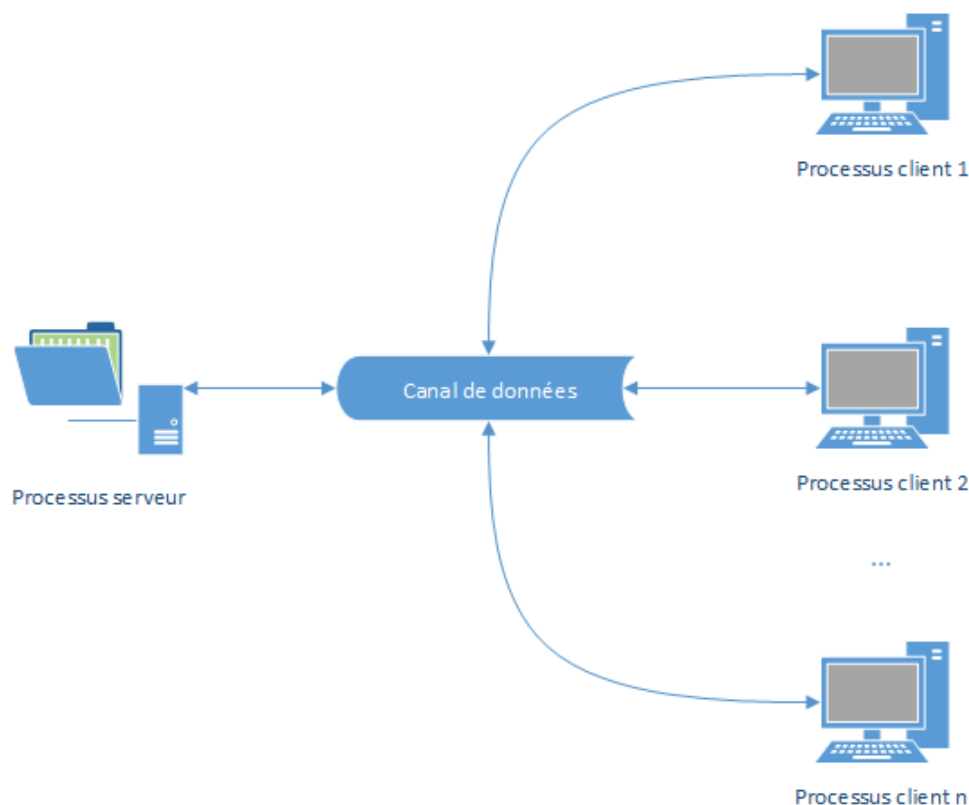 Processus client 1
Canal de données
Processus serveur
Processus client 2
...
Processus client n